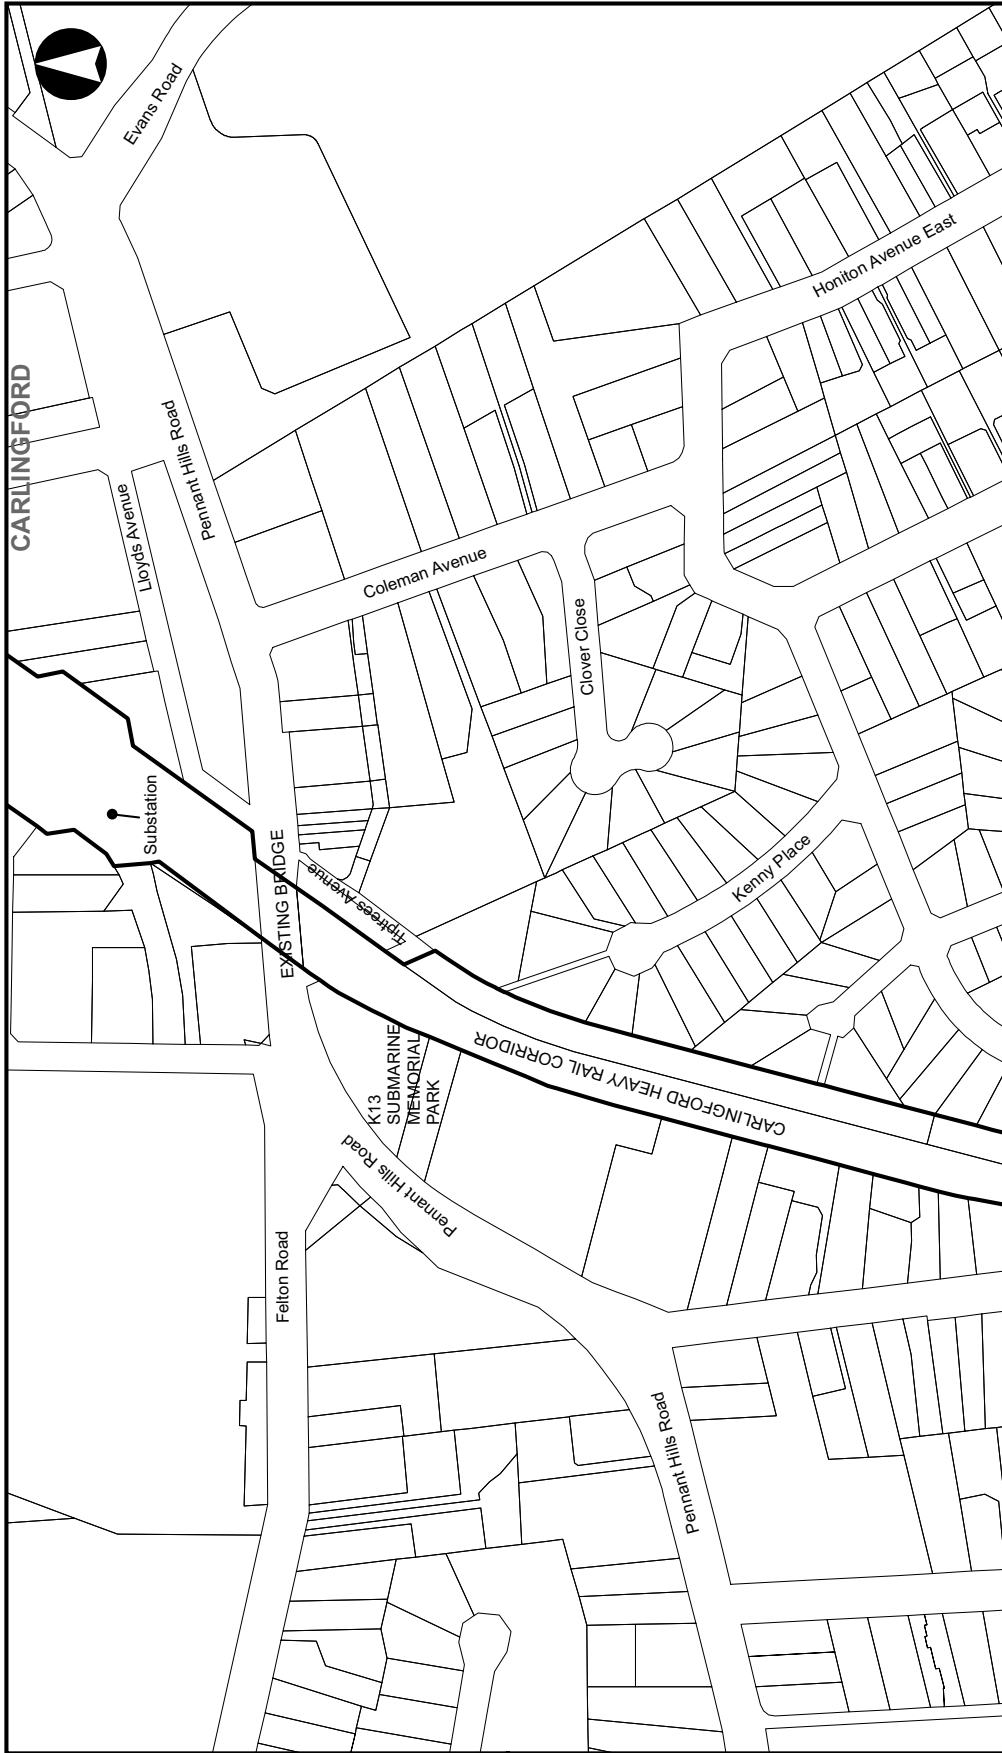 CARLINGFORD
Evans Road
Pennant Hills Road
Lloyds Avenue
Honiton Avenue East
Coleman Avenue
Clover Close
Substation
EXISTING BRIDGE
Tiptrees Avenue
Kenny Place
CARLINGFORD HEAVY RAIL CORRIDOR
K13
SUBMARINE
MEMORIAL
PARK
Pennant Hills Road
Felton Road
Pennant Hills Road